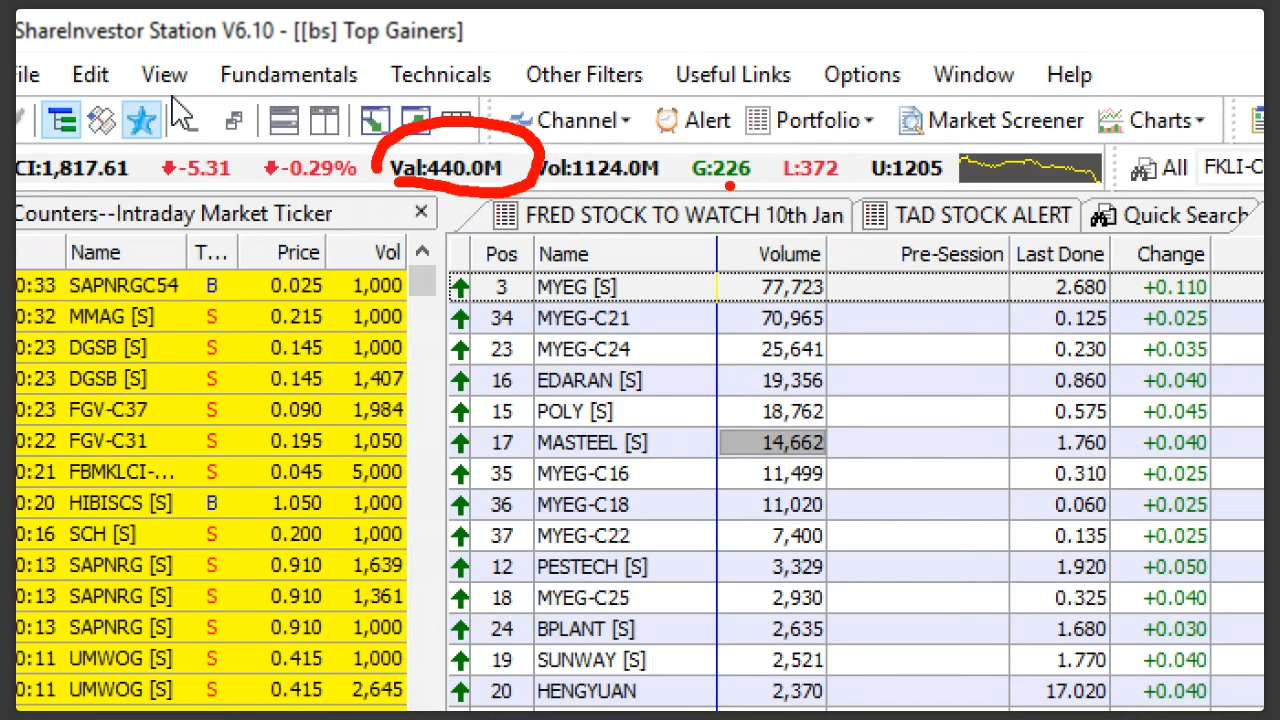 ShareInvestor Station V6.10 - [[bs] Top Gainers]
ile Edit View Fundamentals Technicals Other Filters Useful Links Options Window Help
Channel Alert Portfolio Market Screener Charts
CI:1,817.61 -5.31 -0.29% Val:440.0M Vol:1124.0M G:226 L:372 U:1205 All FKLI-C
Counters--Intraday Market Ticker FRED STOCK TO WATCH 10th Jan TAD STOCK ALERT Quick Search
Name T... Price Vol Pos Name Volume Pre-Session Last Done Change
0:33 SAPNRGC54 B 0.025 1,000 3 MYEG [S] 77,723 2.680 +0.110
0:32 MMAG [S] S 0.215 1,000 34 MYEG-C21 70,965 0.125 +0.025
0:23 DGSB [S] S 0.145 1,000 23 MYEG-C24 25,641 0.230 +0.035
0:23 DGSB [S] S 0.145 1,407 16 EDARAN [S] 19,356 0.860 +0.040
0:23 FGV-C37 S 0.090 1,984 15 POLY [S] 18,762 0.575 +0.045
0:22 FGV-C31 S 0.195 1,050 17 MASTEEL [S] 14,662 1.760 +0.040
0:21 FBMKLCI-... S 0.045 5,000 35 MYEG-C16 11,499 0.310 +0.025
0:20 HIBISCS [S] B 1.050 1,000 36 MYEG-C18 11,020 0.060 +0.025
0:16 SCH [S] S 0.200 1,000 37 MYEG-C22 7,400 0.135 +0.025
0:13 SAPNRG [S] S 0.910 1,639 12 PESTECH [S] 3,329 1.920 +0.050
0:13 SAPNRG [S] S 0.910 1,361 18 MYEG-C25 2,930 0.325 +0.040
0:13 SAPNRG [S] S 0.910 1,000 24 BPLANT [S] 2,635 1.680 +0.030
0:11 UMWOG [S] S 0.415 1,000 19 SUNWAY [S] 2,521 1.770 +0.040
0:11 UMWOG [S] S 0.415 2,645 20 HENGYUAN 2,370 17.020 +0.040